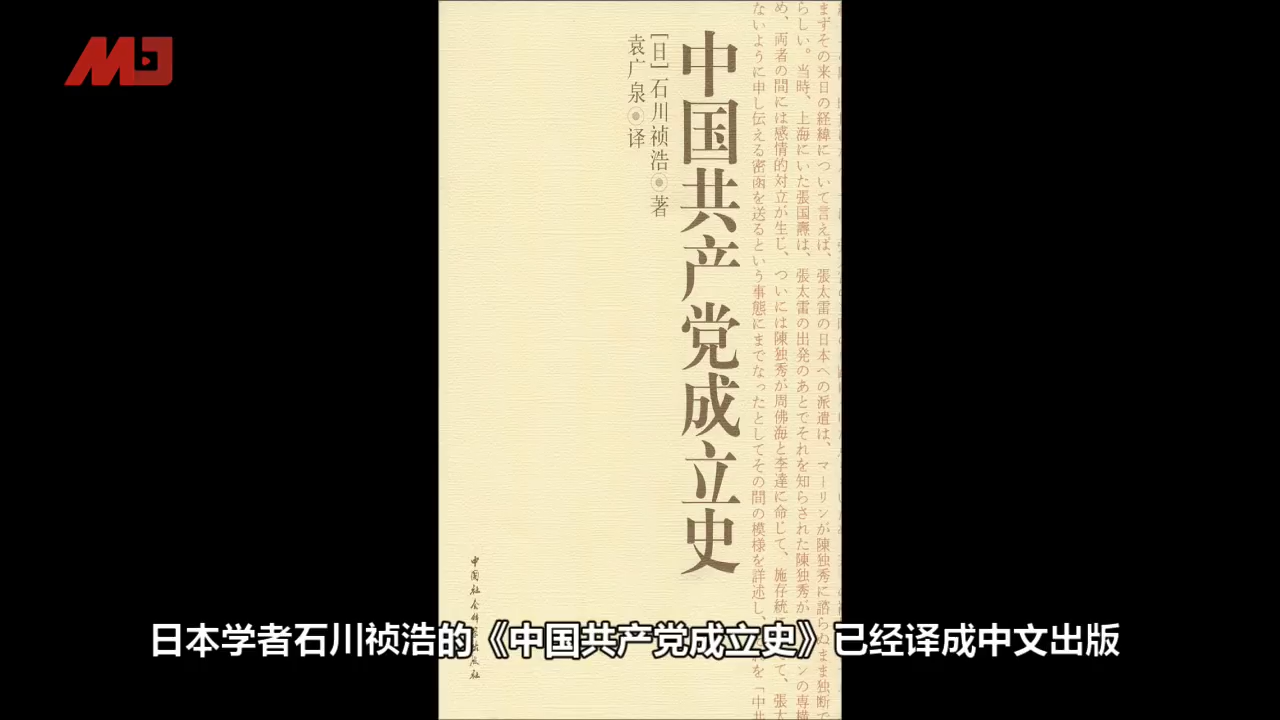 MD
まずその来日の経緯について言えば、張太雷の日本への派遣は、マーリンが陳独秀に諮らぬまま独断で
らしい。当時、上海にいた張国燾は、張太雷の出発のあとでそれを知らされた陳独秀が
め、両者の間には感情的対立が生じ、ついには陳独秀が周佛海と李達に命じて、施存統
ないように申し伝える密函を送るという事態にまでなったとしてその間の模様を詳述し、
中国共产党成立史
[日]石川祯浩 著
袁广泉 译
中国社会科学出版社
日本学者石川祯浩的《中国共产党成立史》已经译成中文出版